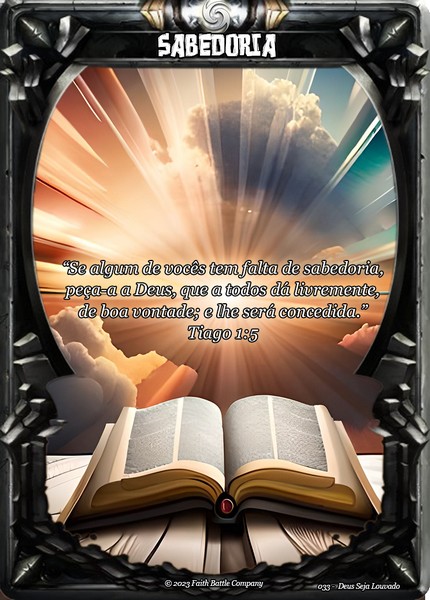 SABEDORIA
“Se algum de vocês tem falta de sabedoria,
peça-a a Deus, que a todos dá livremente,
de boa vontade; e lhe será concedida.”
Tiago 1:5
© 2023 Faith Battle Company
033 - Deus Seja Louvado